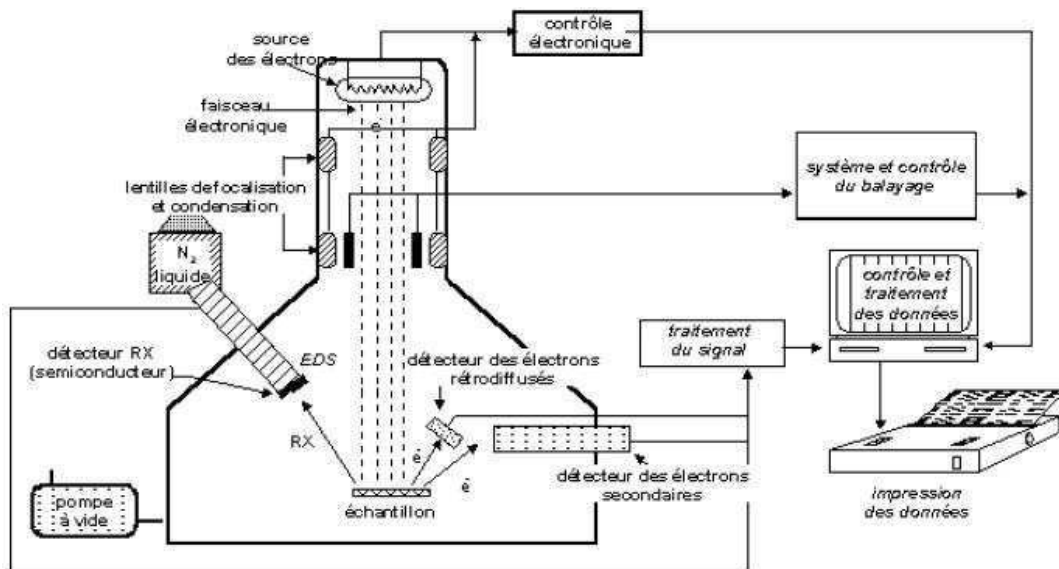 source
des électrons
contrôle
électronique
faisceau
électronique
e⁻
lentilles defocalisation
et condensation
système et contrôle
du balayage
N₂
liquide
contrôle et
traitement
des données
traitement
du signal
EDS
détecteur RX
(semiconducteur)
détecteur des électrons
rétrodiffusés
RX
e⁻
e⁻
détecteur des électrons
secondaires
pompe
à vide
échantillon
impression
des données